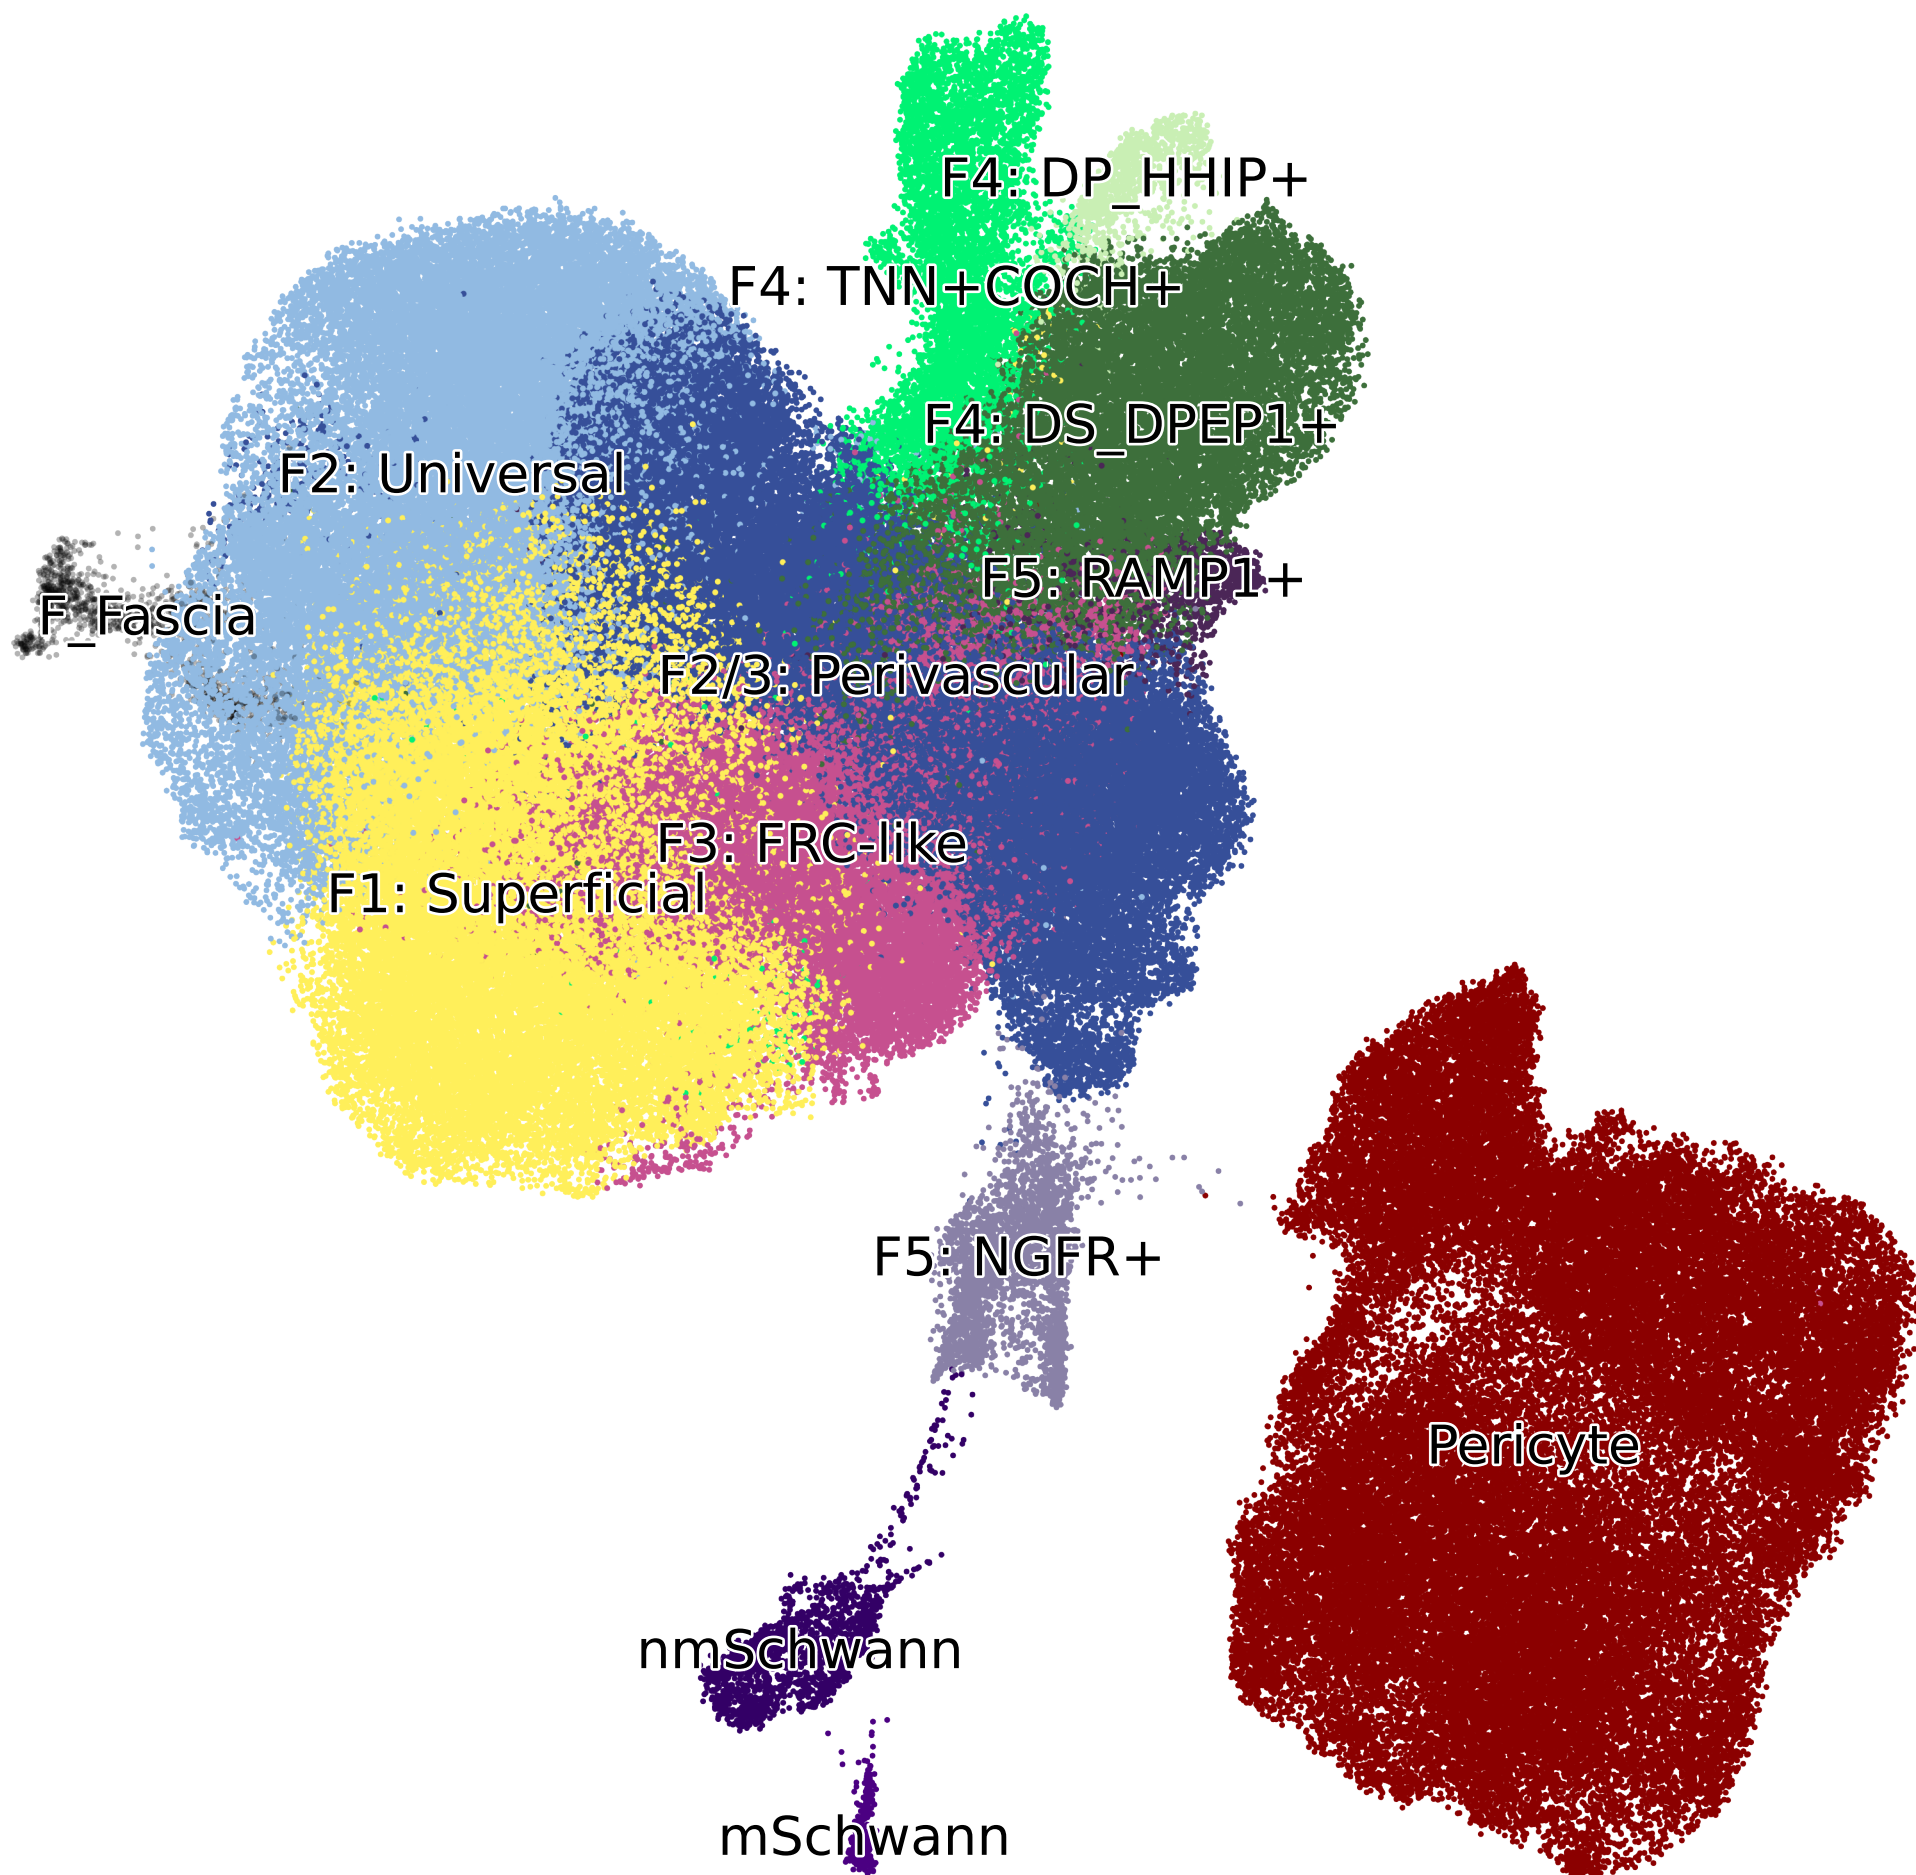 F4: DP_HHIP+
F4: TNN+COCH+
F4: DS_DPEP1+
F2: Universal
F5: RAMP1+
F_Fascia
F2/3: Perivascular
F3: FRC-like
F1: Superficial
F5: NGFR+
Pericyte
nmSchwann
mSchwann